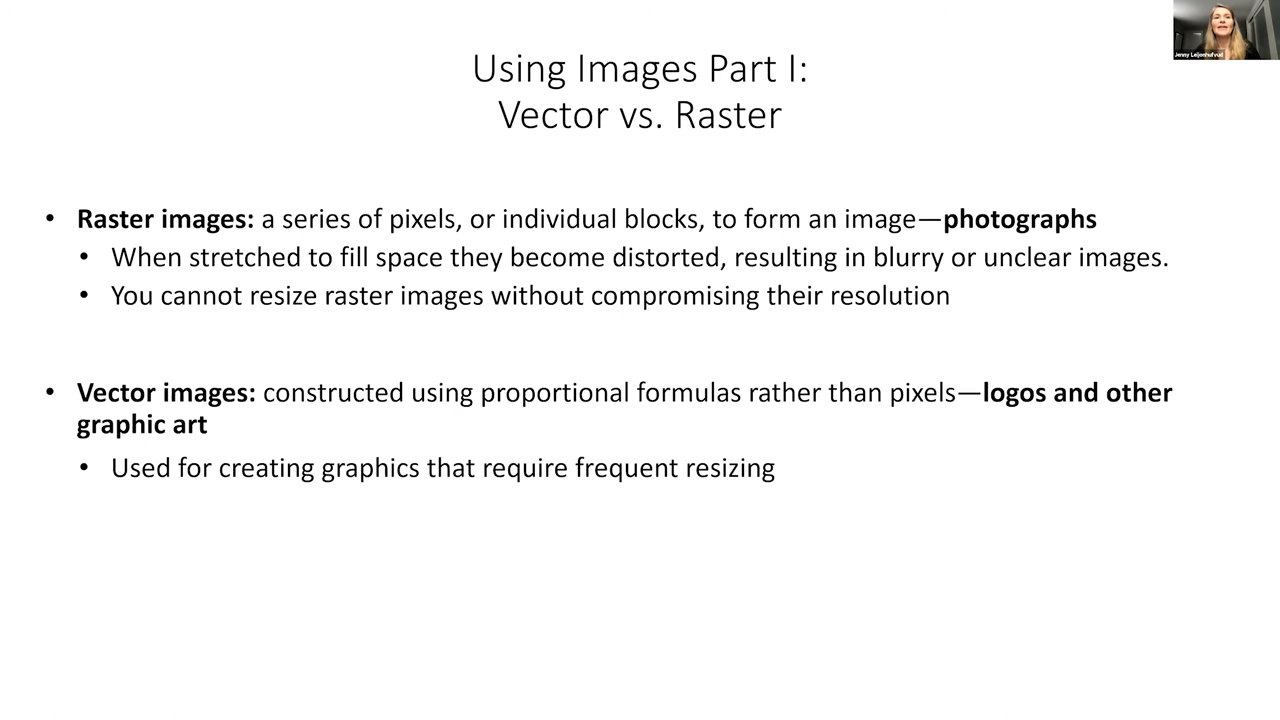 Using Images Part I:
Vector vs. Raster
Jenny Leijonhufvud
• Raster images: a series of pixels, or individual blocks, to form an image—photographs
• When stretched to fill space they become distorted, resulting in blurry or unclear images.
• You cannot resize raster images without compromising their resolution
• Vector images: constructed using proportional formulas rather than pixels—logos and other
graphic art
• Used for creating graphics that require frequent resizing